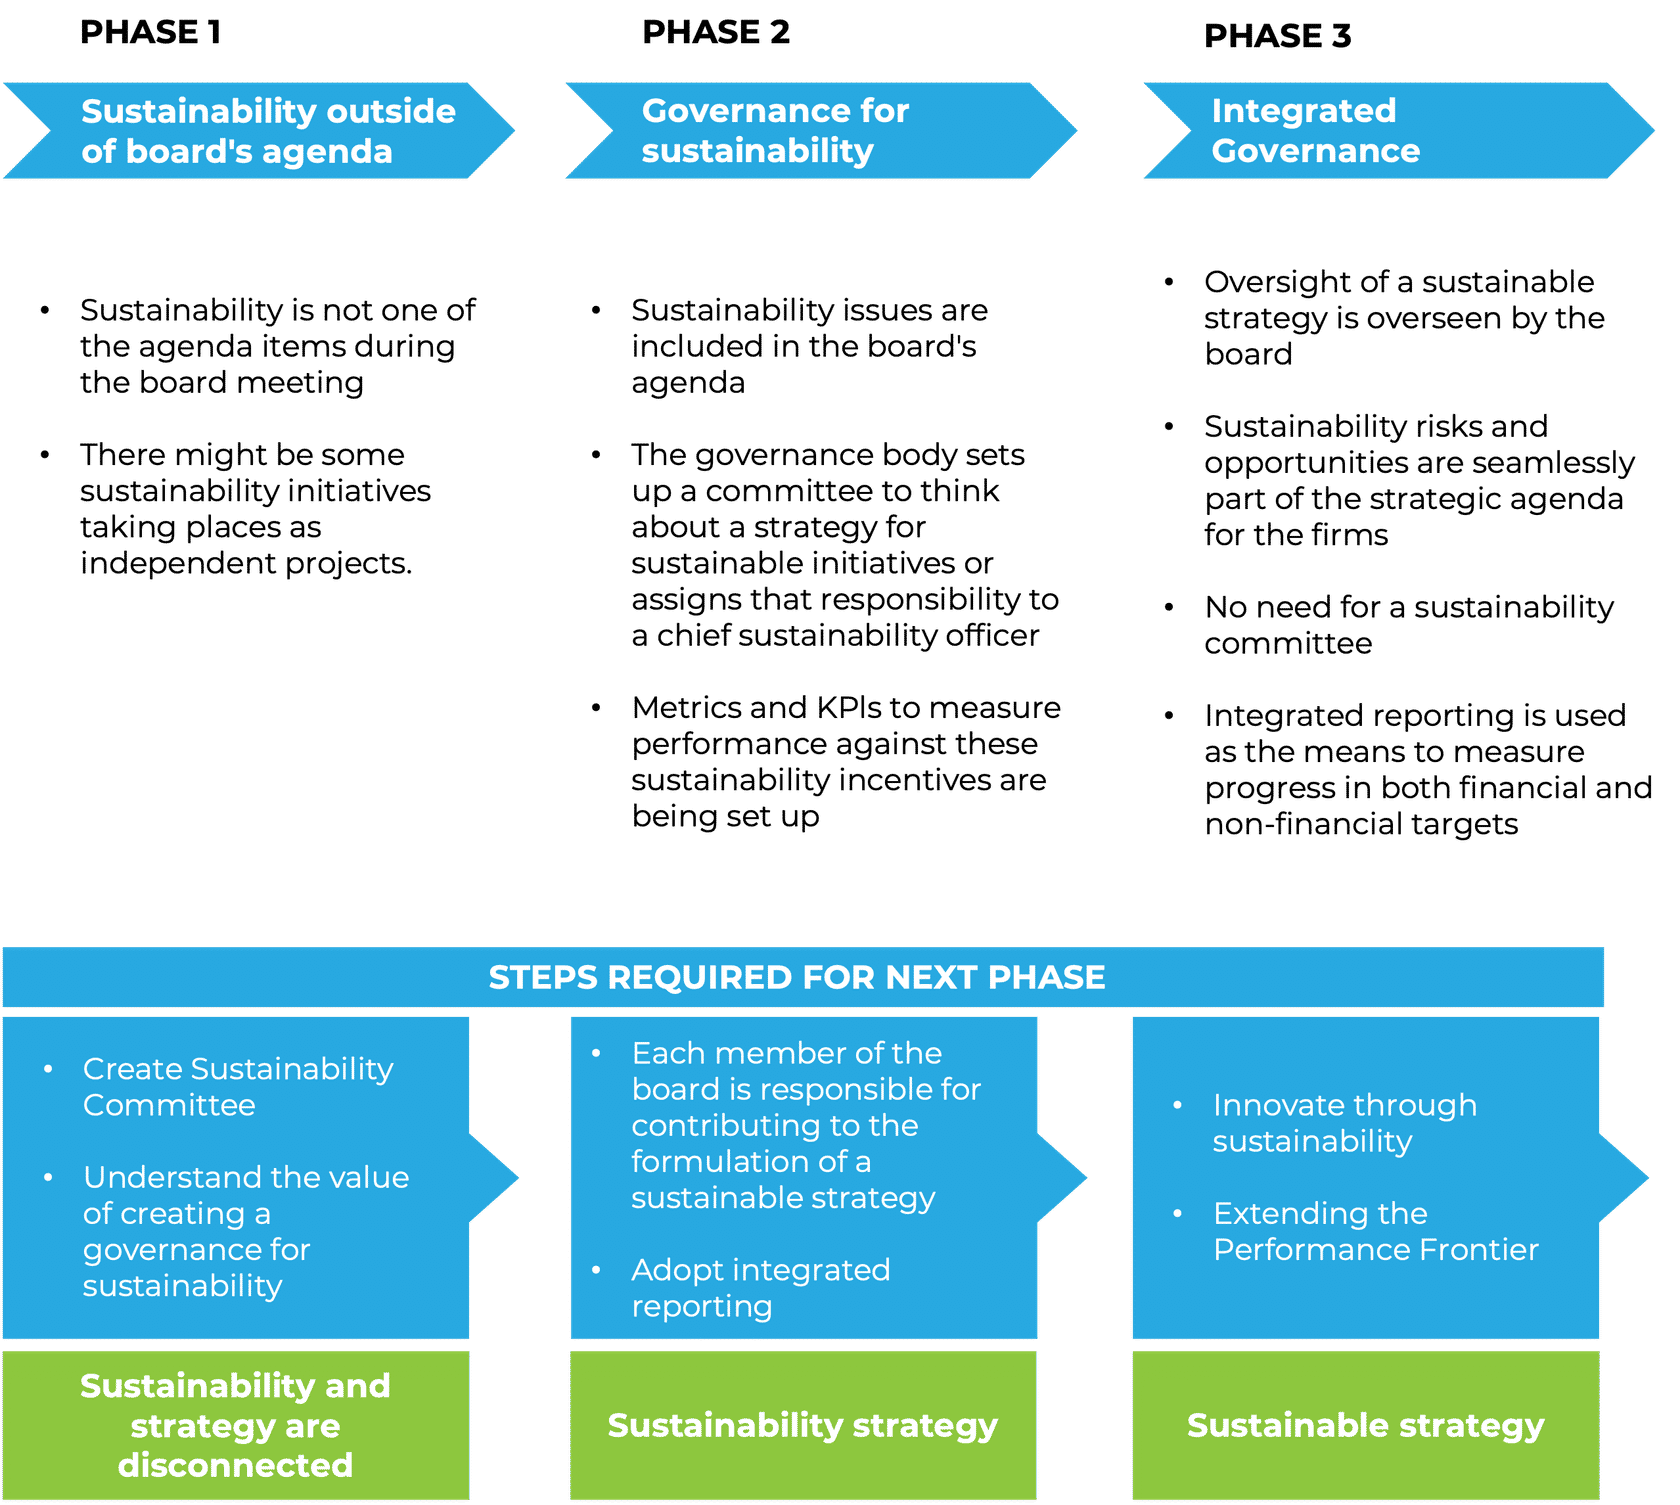 PHASE 1
Sustainability outside
of board's agenda
• Sustainability is not one of
the agenda items during
the board meeting
• There might be some
sustainability initiatives
taking places as
independent projects.
PHASE 2
Governance for
sustainability
• Sustainability issues are
included in the board's
agenda
• The governance body sets
up a committee to think
about a strategy for
sustainable initiatives or
assigns that responsibility to
a chief sustainability officer
• Metrics and KPIs to measure
performance against these
sustainability incentives are
being set up
PHASE 3
Integrated
Governance
• Oversight of a sustainable
strategy is overseen by the
board
• Sustainability risks and
opportunities are seamlessly
part of the strategic agenda
for the firms
• No need for a sustainability
committee
• Integrated reporting is used
as the means to measure
progress in both financial and
non-financial targets
STEPS REQUIRED FOR NEXT PHASE
• Create Sustainability
Committee
• Understand the value
of creating a
governance for
sustainability
• Each member of the
board is responsible for
contributing to the
formulation of a
sustainable strategy
• Adopt integrated
reporting
• Innovate through
sustainability
• Extending the
Performance Frontier
Sustainability and
strategy are
disconnected
Sustainability strategy
Sustainable strategy